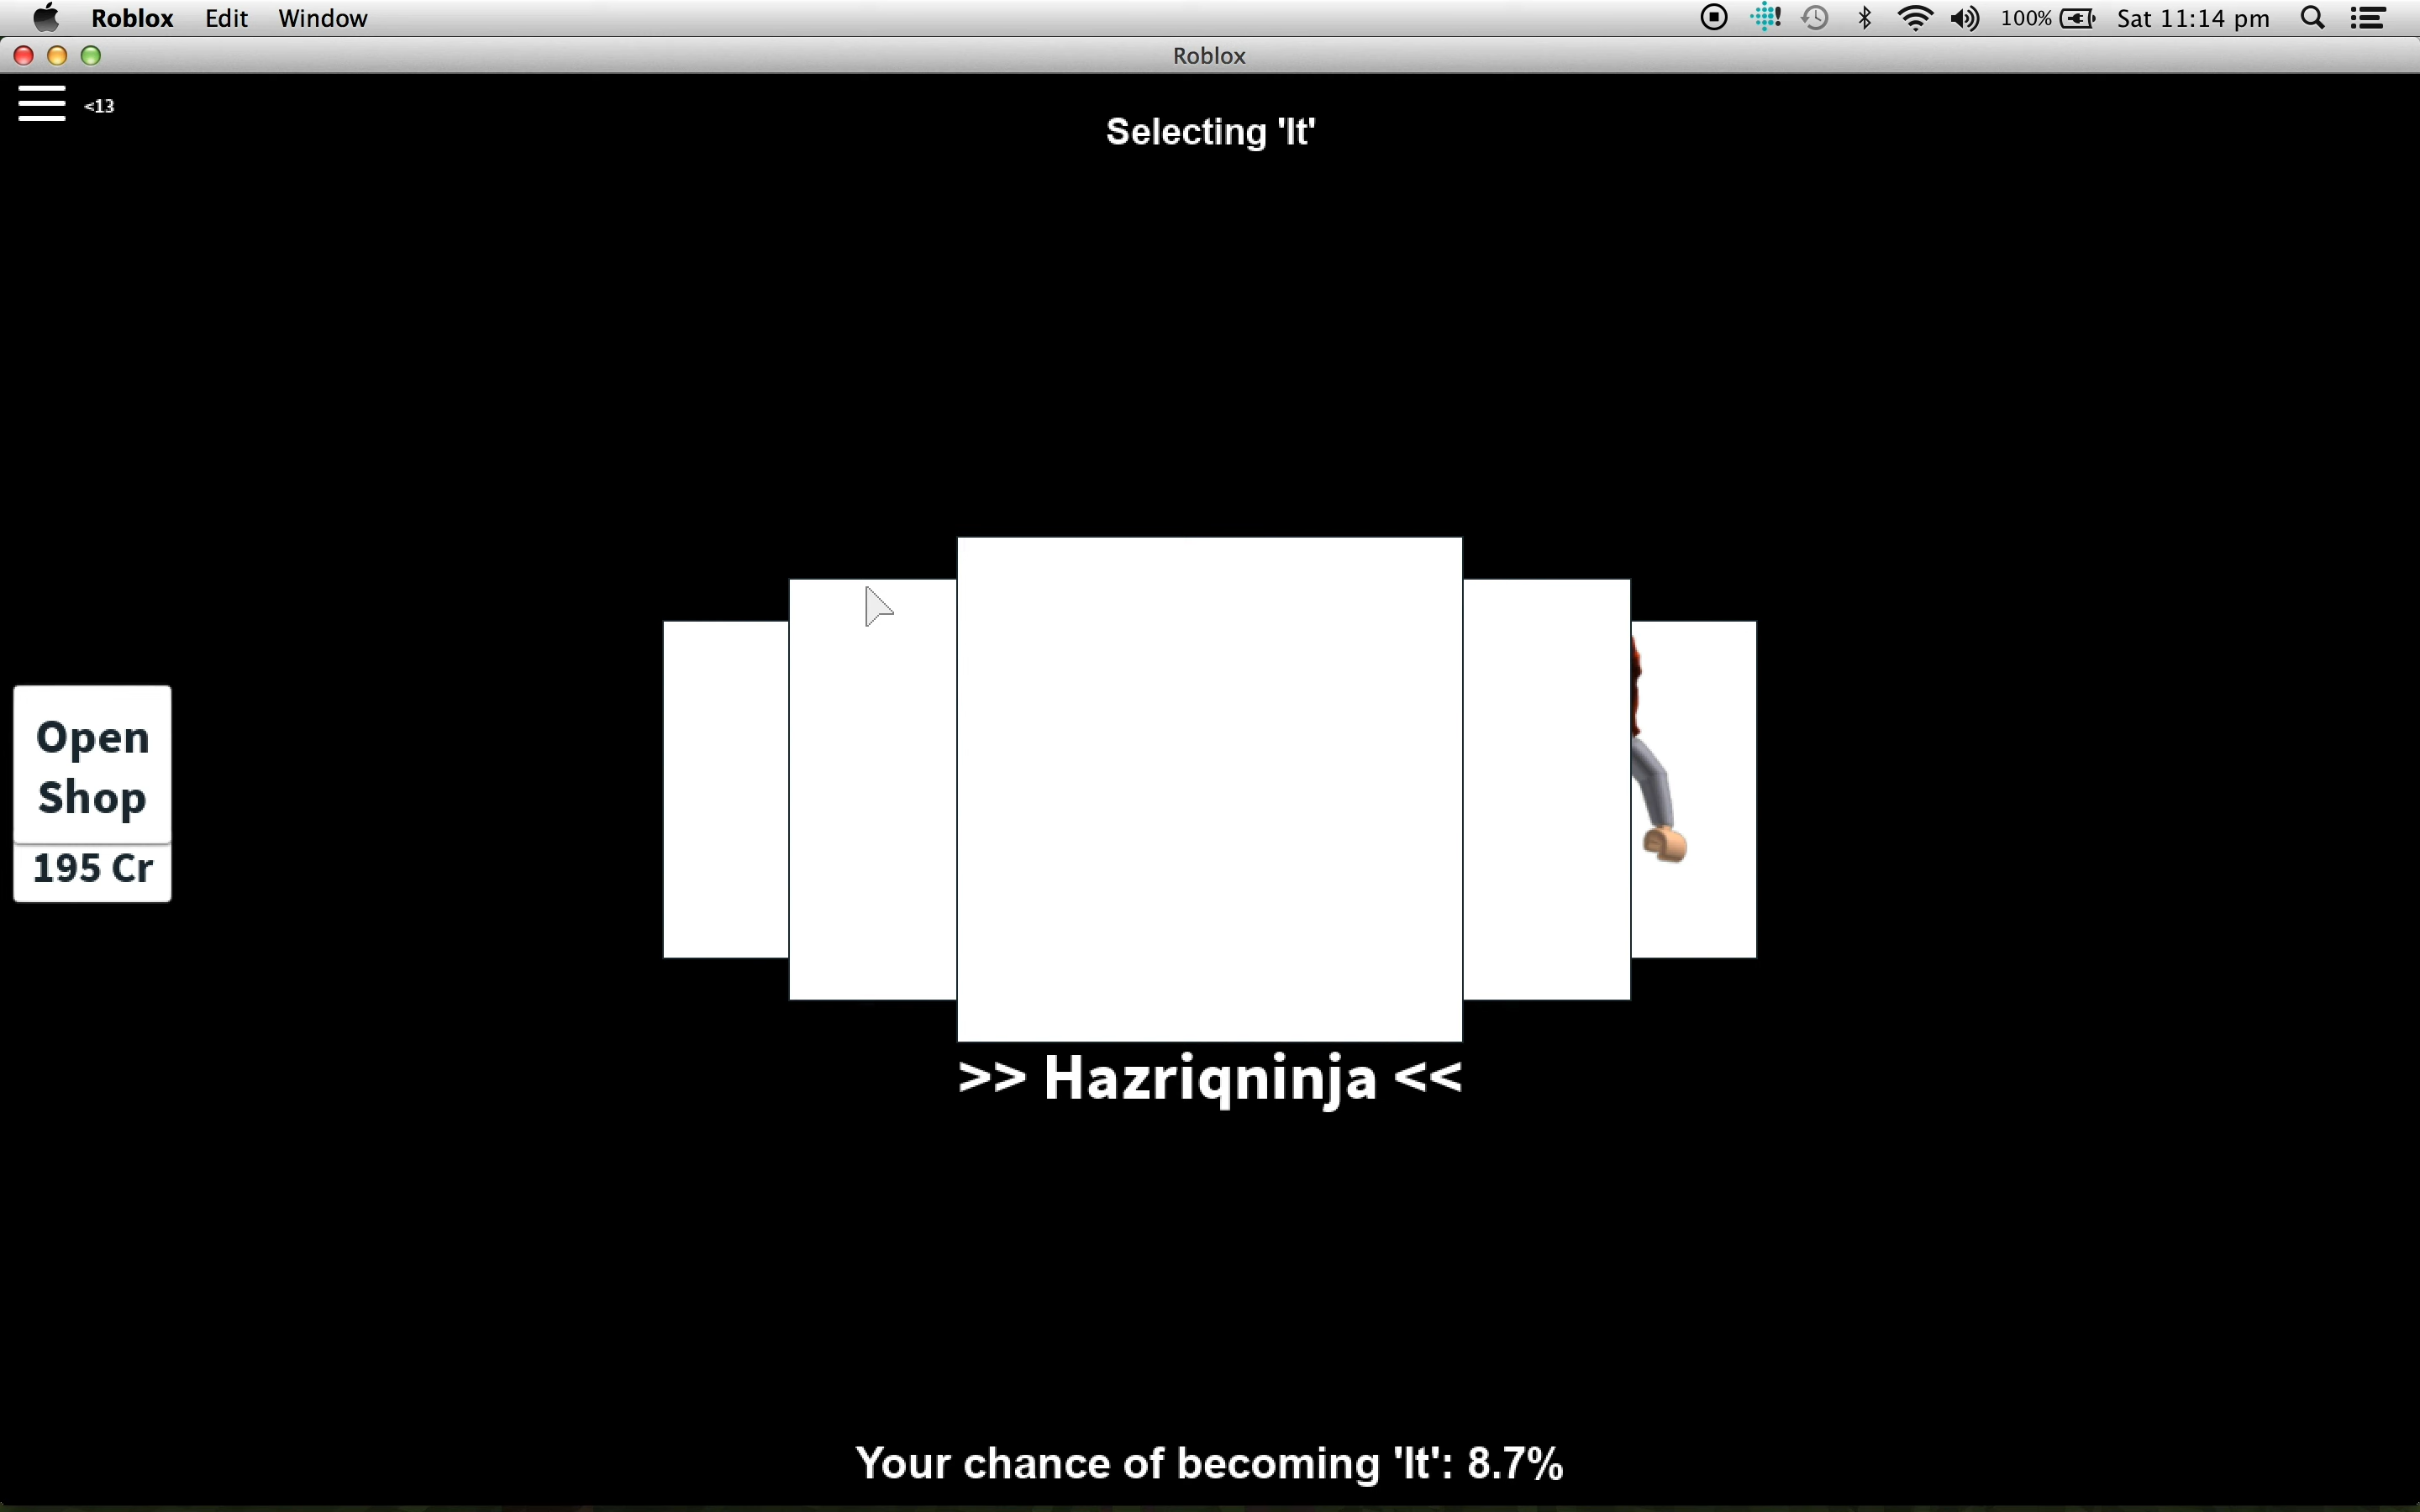 Roblox Edit Window 100% Sat 11:14 pm
Roblox
<13
Selecting 'It'
Open
Shop
195 Cr
>> Hazriqninja <<
Your chance of becoming 'It': 8.7%